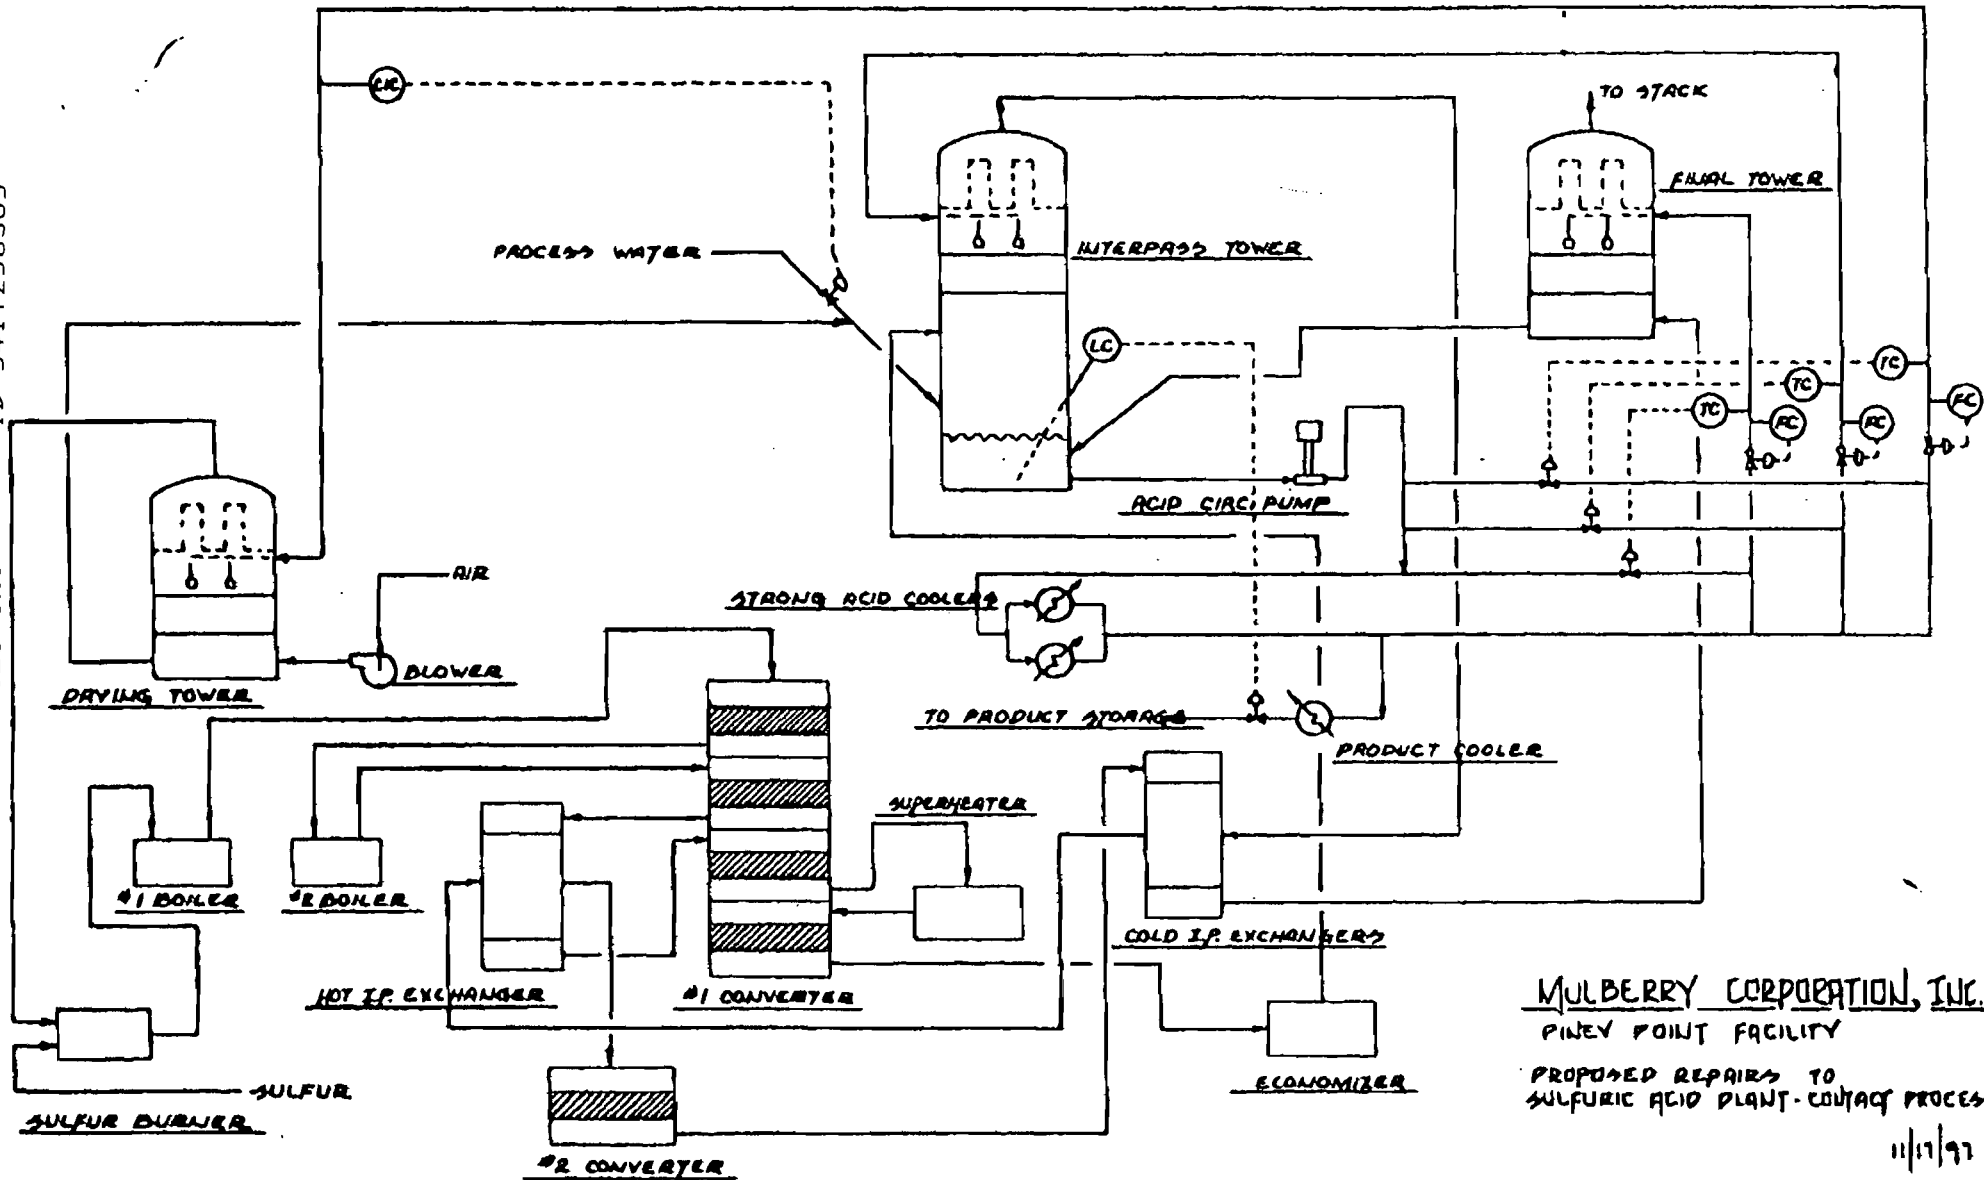 TO STACK
CIC
FINAL TOWER
PROCESS WATER
INTERPASS TOWER
LC
TC
TC
TC
FC
FC
FC
ACID CIRC. PUMP
AIR
STRONG ACID COOLERS
BLOWER
DRYING TOWER
TO PRODUCT STORAGE
PRODUCT COOLER
SUPERHEATER
#1 BOILER
#2 BOILER
COLD I.P. EXCHANGERS
HOT I.P. EXCHANGER
#1 CONVERTER
MULBERRY CORPORATION, INC.
PINEY POINT FACILITY
ECONOMIZER
PROPOSED REPAIRS TO
SULFURIC ACID PLANT - CONTACT PROCES
SULFUR
SULFUR BURNER
#2 CONVERTER
11/17/97